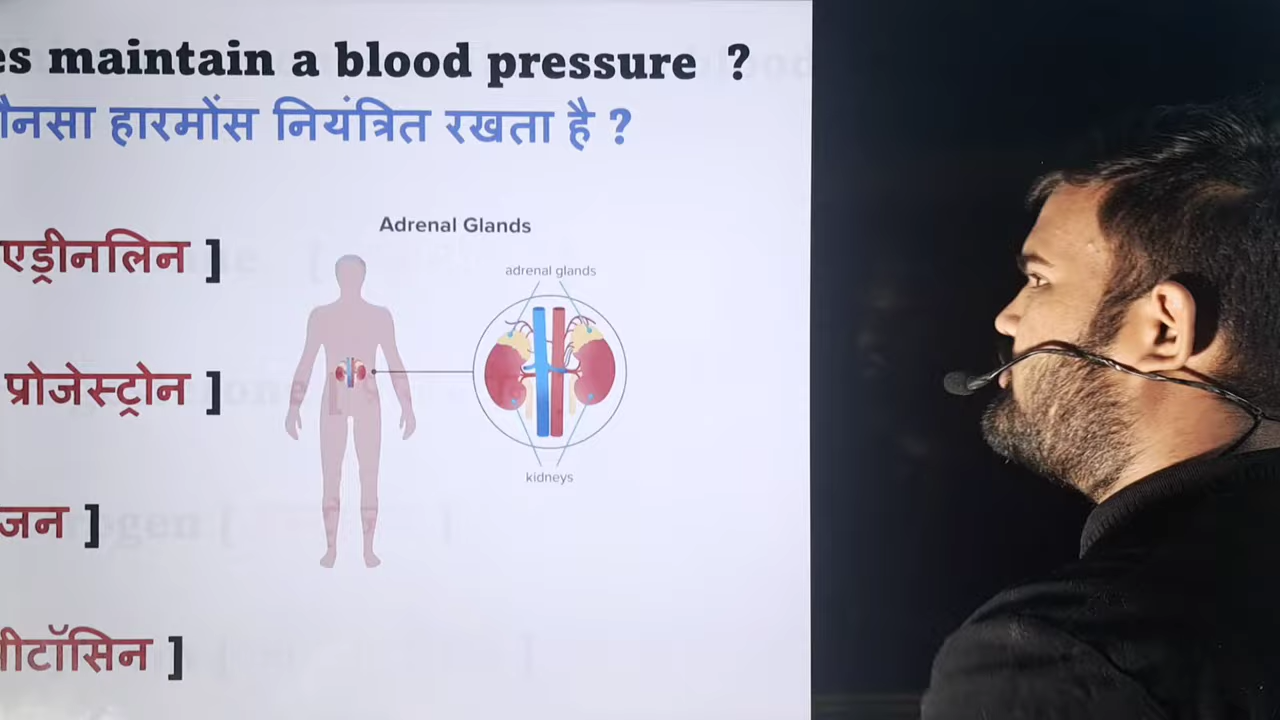 es maintain a blood pressure ?
ौनसा हारमोंस नियंत्रित रखता है ?
एड्रीनलिन ]
प्रोजेस्ट्रोन ]
जन ]
ीटॉसिन ]
Adrenal Glands
adrenal glands
kidneys